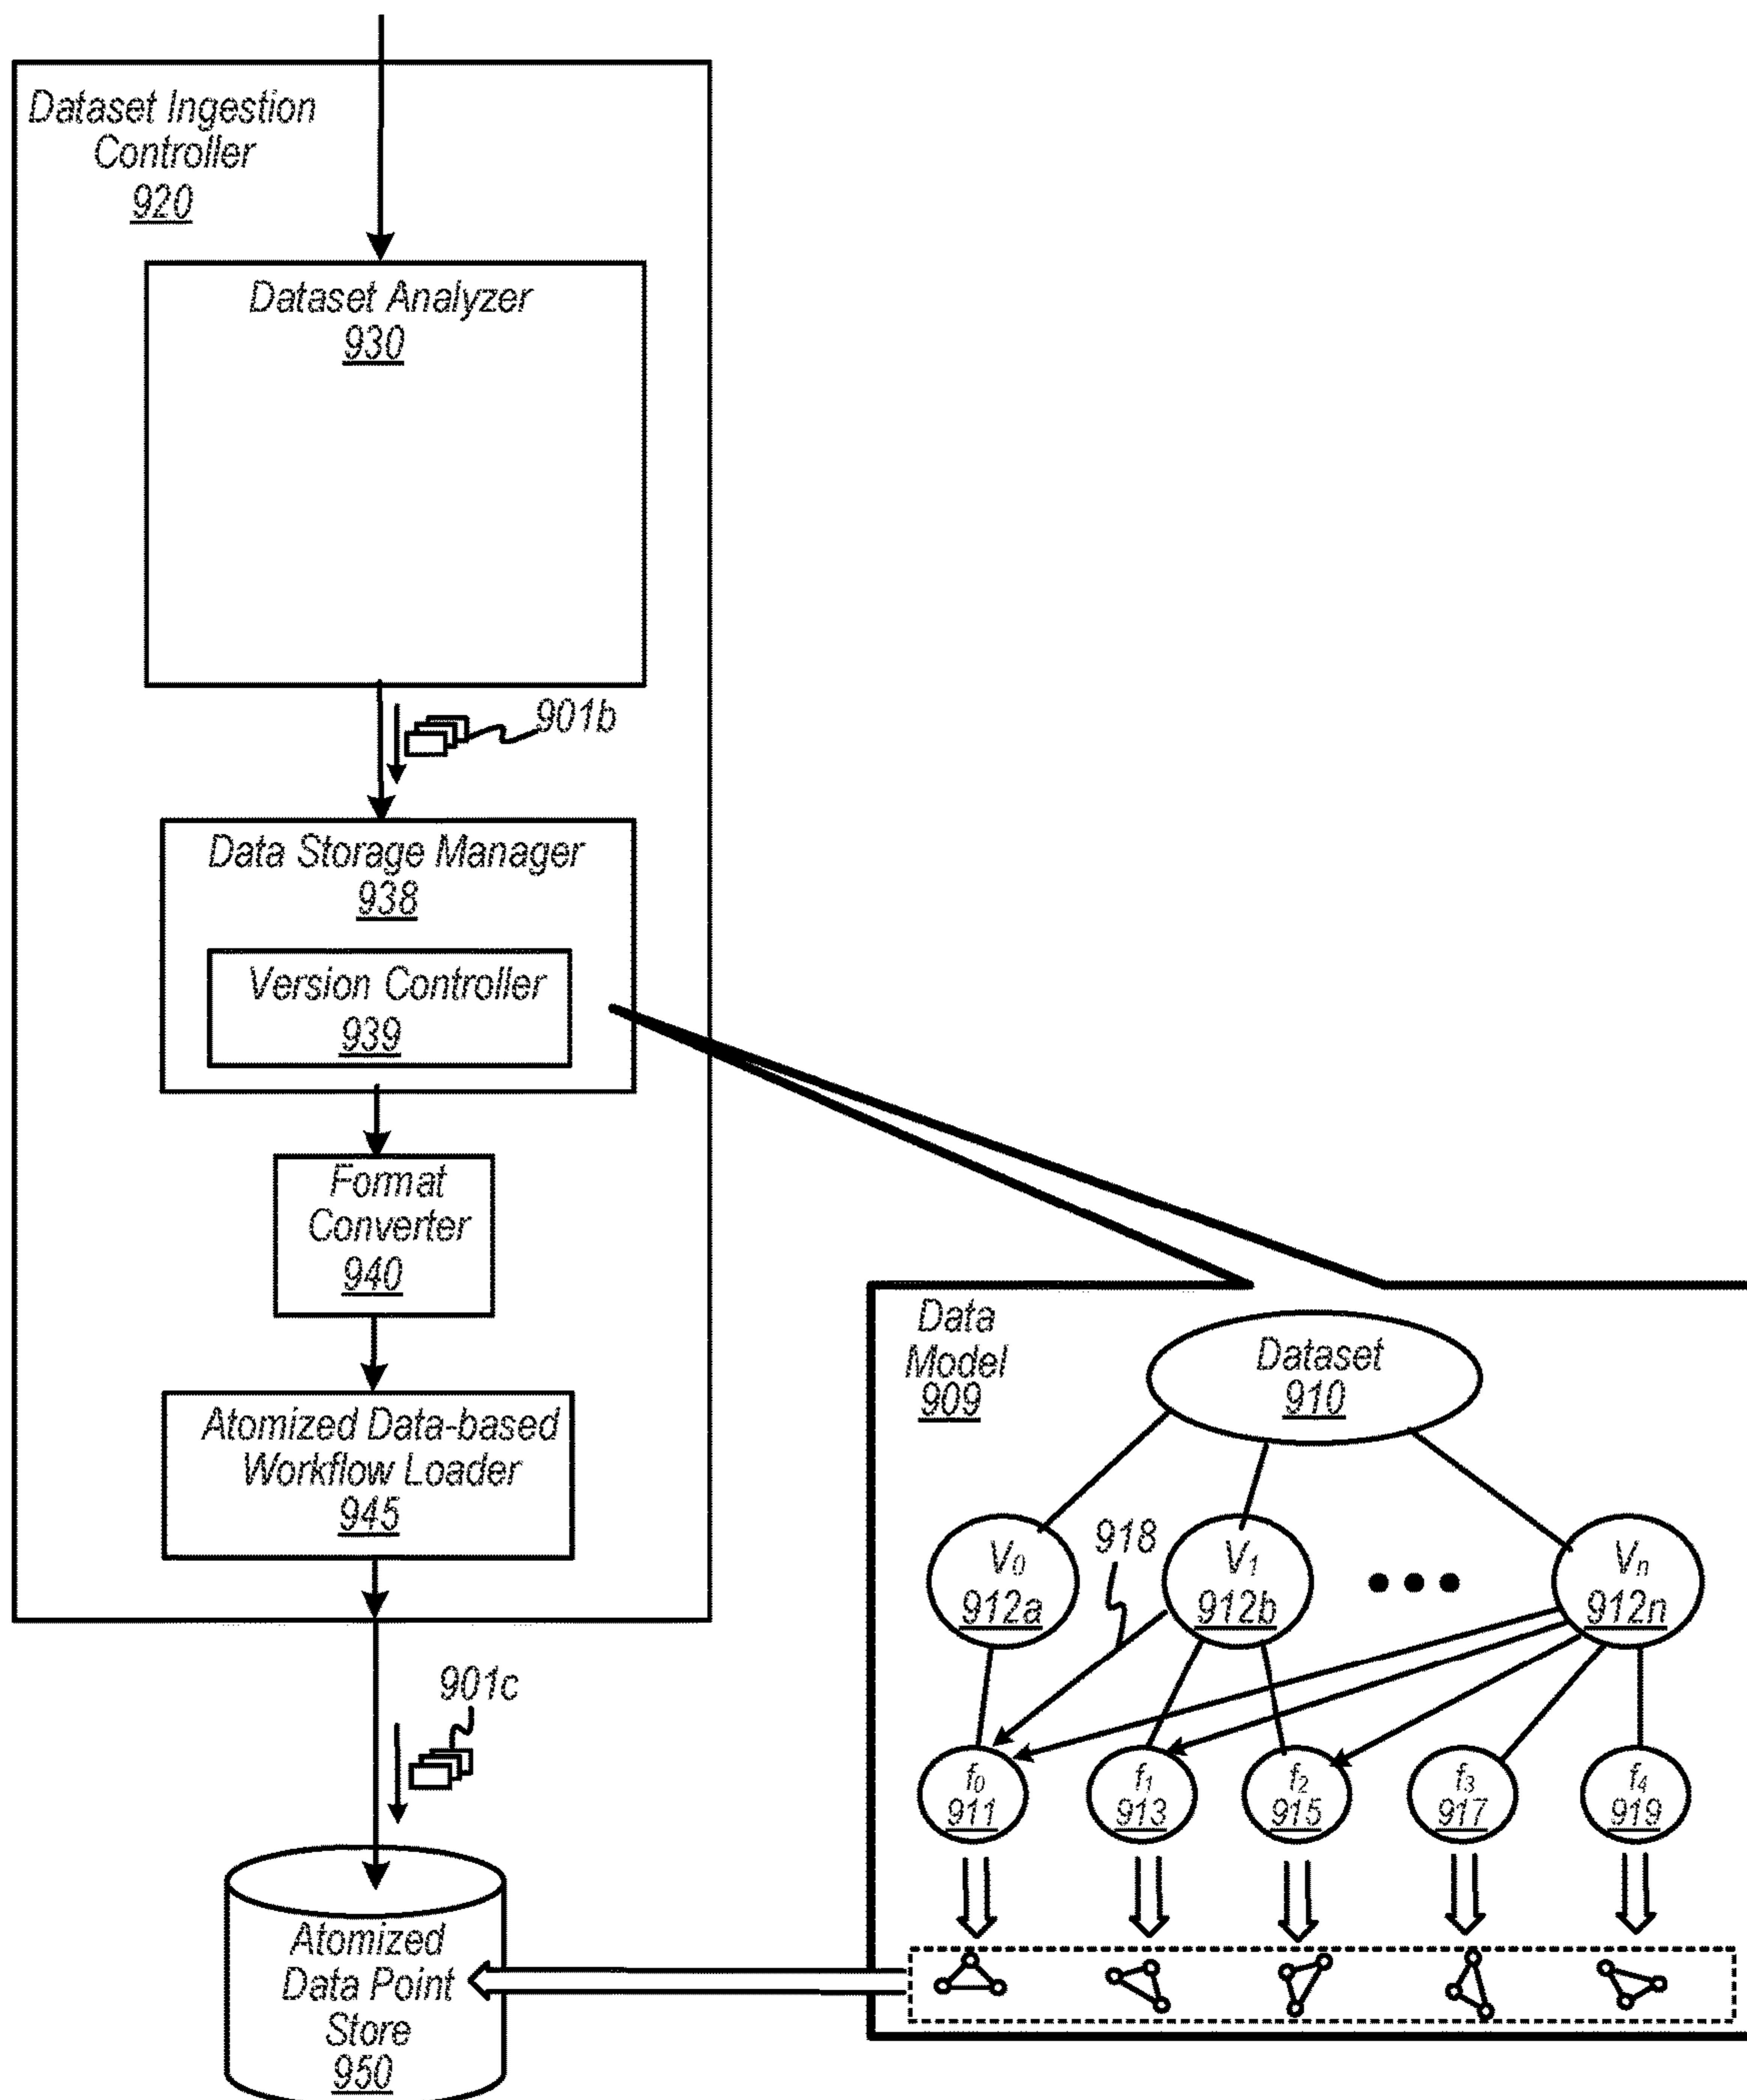 Dataset Ingestion
Controller
920
Dataset Analyzer
930
901b
Data Storage Manager
938
Version Controller
939
Format
Converter
940
Atomized Data-based
Workflow Loader
945
901c
Atomized
Data Point
Store
950
Data
Model
909
Dataset
910
918
V₀
912a
V₁
912b
Vₙ
912n
f₀
911
f₁
913
f₂
915
f₃
917
f₄
919